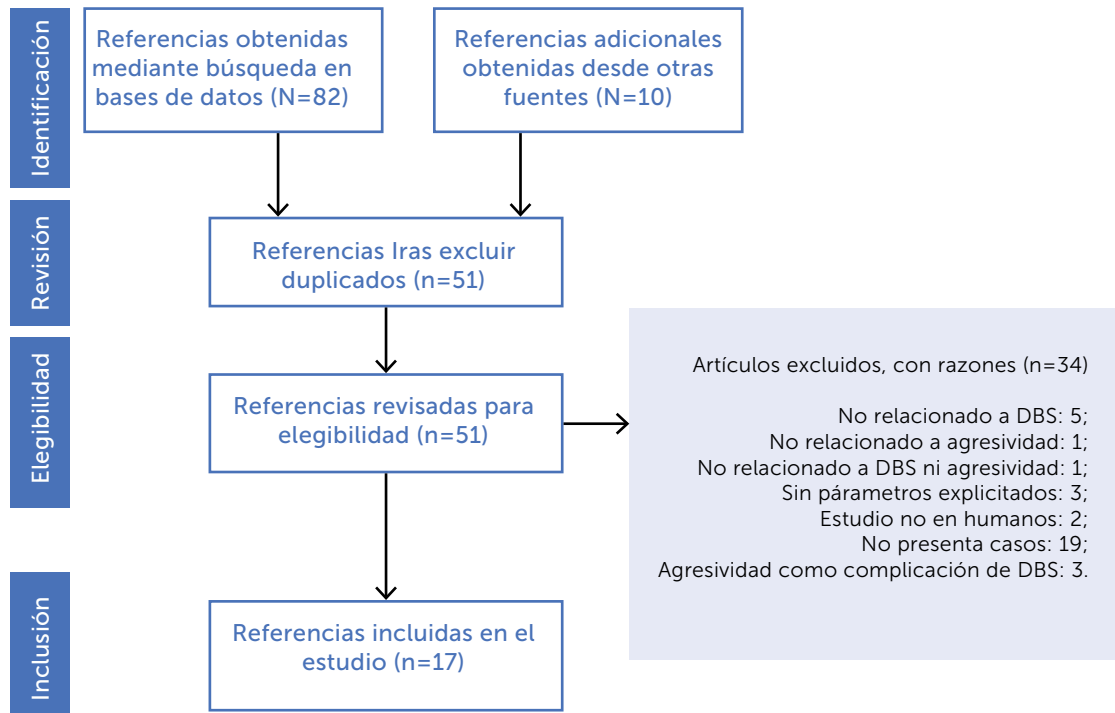 Identificación
Referencias obtenidas
mediante búsqueda en
bases de datos (N=82)
Referencias adicionales
obtenidas desde otras
fuentes (N=10)
Revisión
Referencias Iras excluir
duplicados (n=51)
Elegibilidad
Referencias revisadas para
elegibilidad (n=51)
Artículos excluidos, con razones (n=34)
No relacionado a DBS: 5;
No relacionado a agresividad: 1;
No relacionado a DBS ni agresividad: 1;
Sin párametros explicitados: 3;
Estudio no en humanos: 2;
No presenta casos: 19;
Agresividad como complicación de DBS: 3.
Inclusión
Referencias incluidas en el
estudio (n=17)